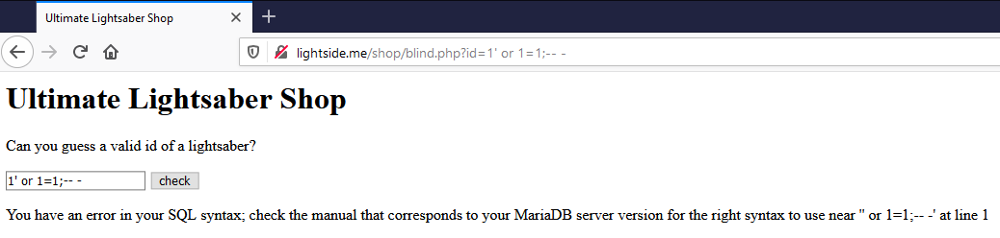 Ultimate Lightsaber Shop
lightside.me/shop/blind.php?id=1' or 1=1;-- -
Ultimate Lightsaber Shop
Can you guess a valid id of a lightsaber?
1' or 1=1;-- - check
You have an error in your SQL syntax; check the manual that corresponds to your MariaDB server version for the right syntax to use near '' or 1=1;-- -' at line 1